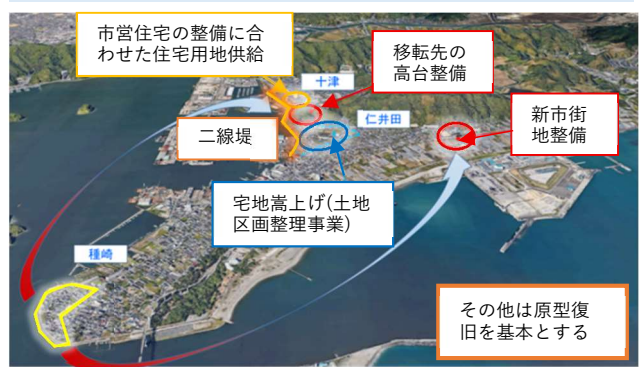 市営住宅の整備に合
わせた住宅用地供給
移転先の
高台整備
十津
仁井田
新市街
地整備
二線堤
宅地嵩上げ(土地
区画整理事業)
種崎
その他は原型復
旧を基本とする